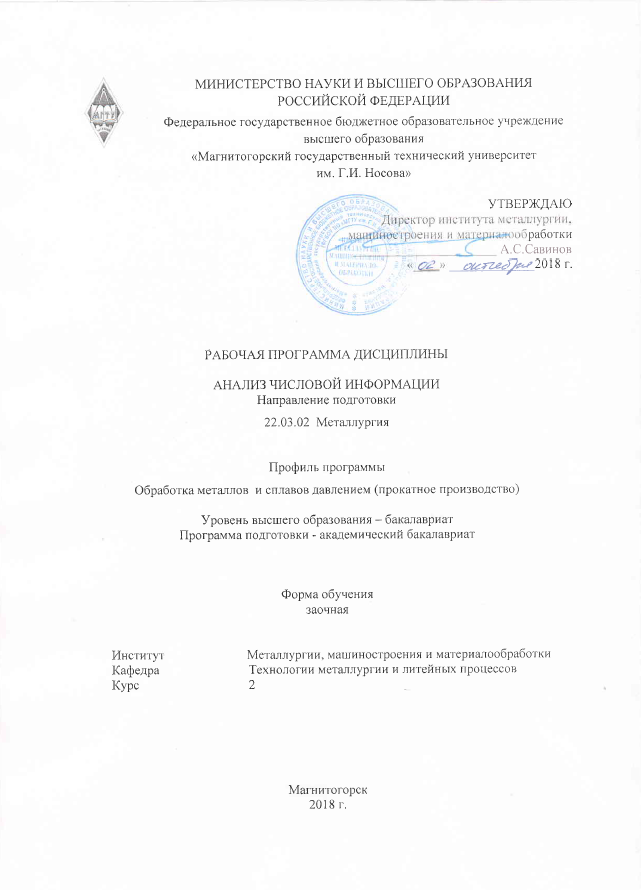 МИНИСТЕРСТВО НАУКИ И ВЫСШЕГО ОБРАЗОВАНИЯ
РОССИЙСКОЙ ФЕДЕРАЦИИ
Федеральное государственное бюджетное образовательное учреждение
высшего образования
«Магнитогорский государственный технический университет
им. Г.И. Носова»
МГТУ
УТВЕРЖДАЮ
Директор института металлургии,
машиностроения и материалообработки
А.С.Савинов
« 02 » октября 2018 г.
РАБОЧАЯ ПРОГРАММА ДИСЦИПЛИНЫ
АНАЛИЗ ЧИСЛОВОЙ ИНФОРМАЦИИ
Направление подготовки
22.03.02 Металлургия
Профиль программы
Обработка металлов и сплавов давлением (прокатное производство)
Уровень высшего образования – бакалавриат
Программа подготовки - академический бакалавриат
Форма обучения
заочная
Институт Металлургии, машиностроения и материалообработки
Кафедра Технологии металлургии и литейных процессов
Курс 2
Магнитогорск
2018 г.